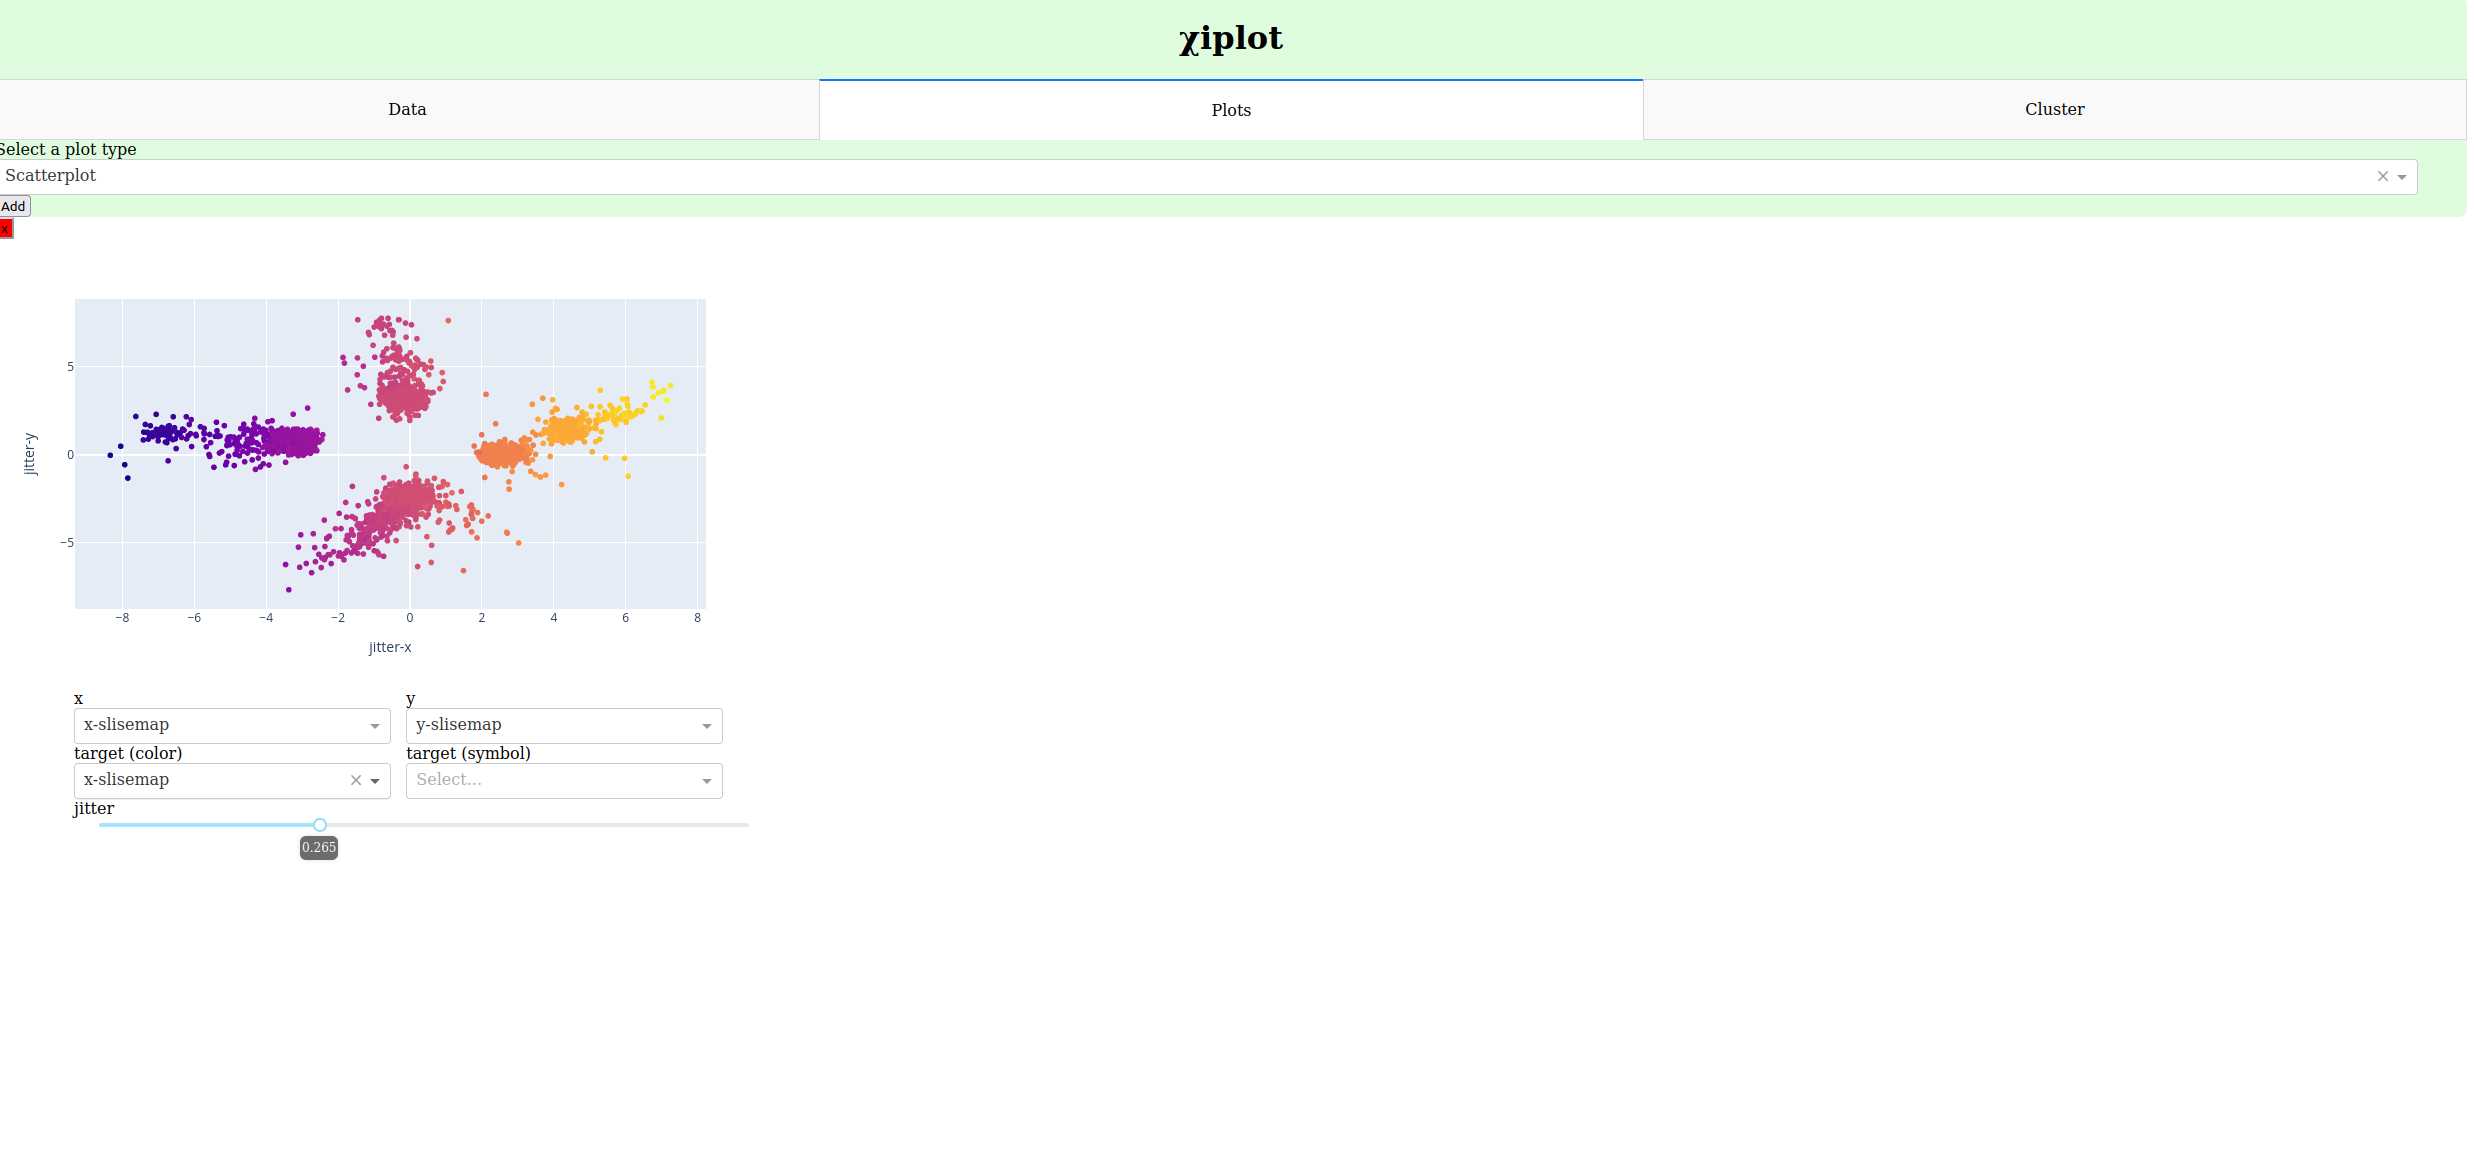 χiplot
Data Plots Cluster
Select a plot type
Scatterplot ×
Add
x
jitter-y
5
0
−5
−8 −6 −4 −2 0 2 4 6 8
jitter-x
x y
x-slisemap y-slisemap
target (color) target (symbol)
x-slisemap × Select...
jitter
0.265